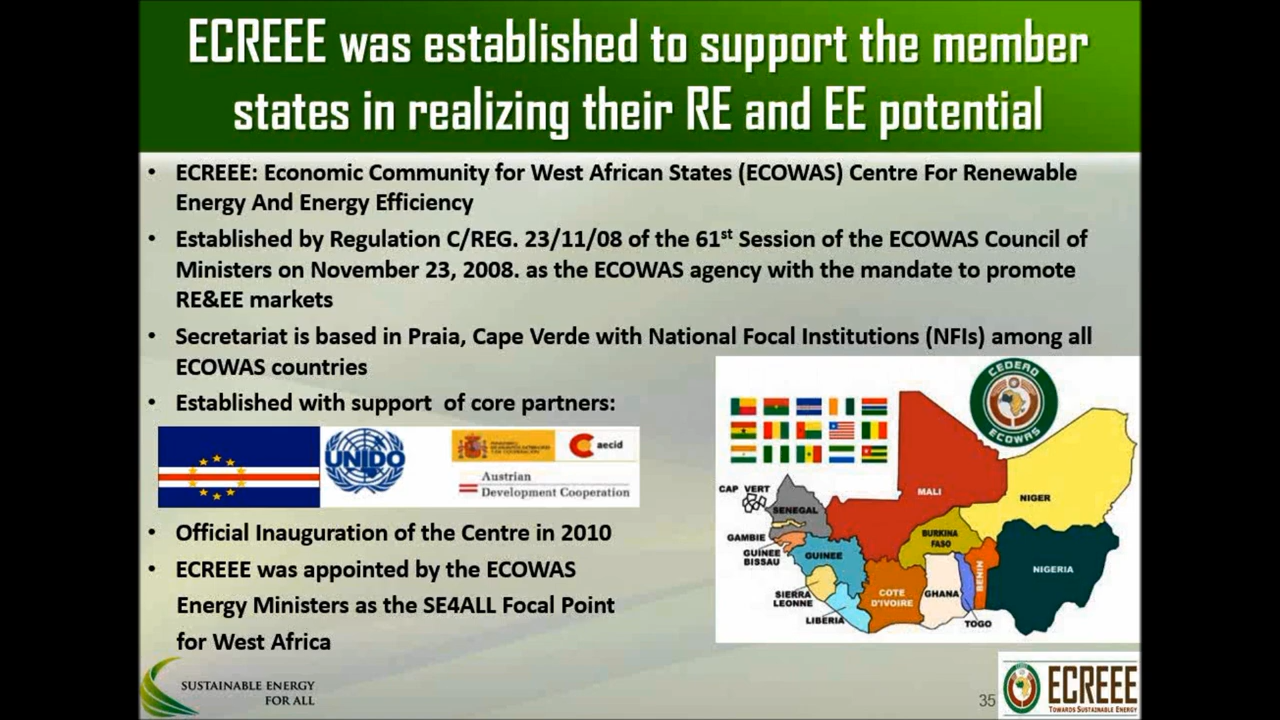 ECREEE was established to support the member
states in realizing their RE and EE potential
• ECREEE: Economic Community for West African States (ECOWAS) Centre For Renewable
Energy And Energy Efficiency
• Established by Regulation C/REG. 23/11/08 of the 61st Session of the ECOWAS Council of
Ministers on November 23, 2008. as the ECOWAS agency with the mandate to promote
RE&EE markets
• Secretariat is based in Praia, Cape Verde with National Focal Institutions (NFIs) among all
ECOWAS countries
• Established with support of core partners:
UNIDO
aecid
Austrian
Development Cooperation
• Official Inauguration of the Centre in 2010
• ECREEE was appointed by the ECOWAS
Energy Ministers as the SE4ALL Focal Point
for West Africa
CEDEAO
ECOWAS
CAP VERT
SENEGAL
MALI
NIGER
GAMBIE
GUINEE
BISSAU
GUINEE
BURKINA
FASO
SIERRA
LEONNE
LIBERIA
COTE
D'IVOIRE
GHANA
TOGO
BENIN
NIGERIA
SUSTAINABLE ENERGY
FOR ALL
35
ECREEE
TOWARDS SUSTAINABLE ENERGY